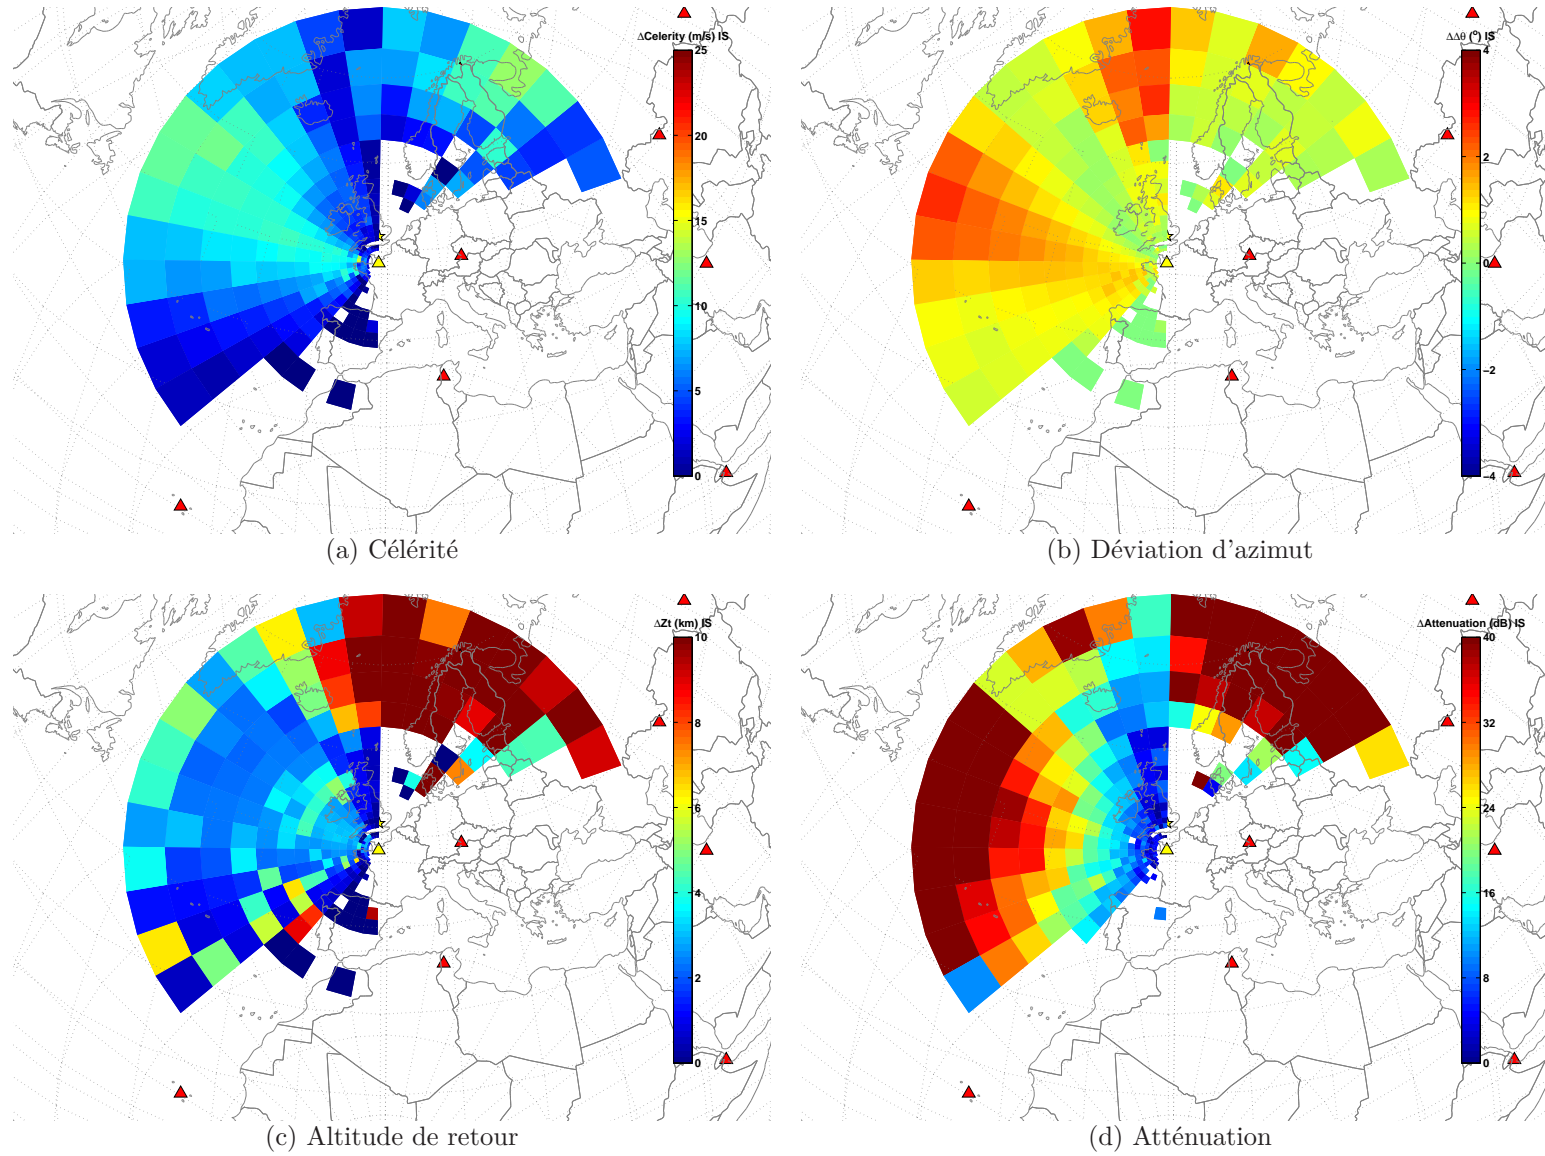 ΔCelerity (m/s) IS
25
20
15
10
5
0
(a) Célérité
ΔΔθ (°) IS
4
2
0
−2
−4
(b) Déviation d'azimut
ΔZt (km) IS
10
8
6
4
2
0
(c) Altitude de retour
ΔAttenuation (dB) IS
40
32
24
16
8
0
(d) Atténuation